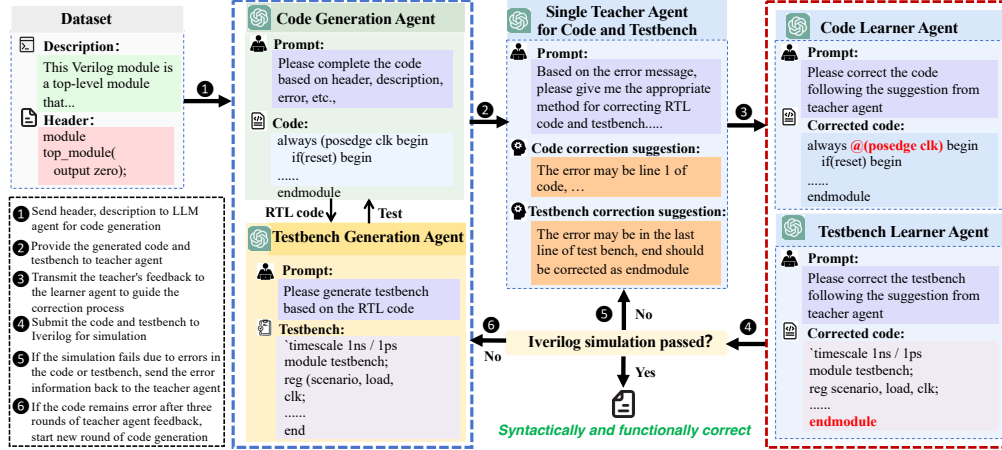 Dataset
Description:
This Verilog module is
a top-level module
that...
Header:
module
top_module(
output zero);
1
Code Generation Agent
Prompt:
Please complete the code
based on header, description,
error, etc.,
Code:
always (posedge clk begin
if(reset) begin
......
endmodule
RTL code
Test
Testbench Generation Agent
Prompt:
Please generate testbench
based on the RTL code
Testbench:
`timescale 1ns / 1ps
module testbench;
reg (scenario, load,
clk;
......
end
2
Single Teacher Agent
for Code and Testbench
Prompt:
Based on the error message,
please give me the appropriate
method for correcting RTL
code and testbench.....
Code correction suggestion:
The error may be line 1 of
code, …
Testbench correction suggestion:
The error may be in the last
line of test bench, end should
be corrected as endmodule
3
Code Learner Agent
Prompt:
Please correct the code
following the suggestion from
teacher agent
Corrected code:
always @(posedge clk) begin
if(reset) begin
......
endmodule
Testbench Learner Agent
Prompt:
Please correct the testbench
following the suggestion from
teacher agent
Corrected code:
`timescale 1ns / 1ps
module testbench;
reg scenario, load, clk;
......
endmodule
4
5 No
6
No
Iverilog simulation passed?
Yes
Syntactically and functionally correct
1 Send header, description to LLM
agent for code generation
2 Provide the generated code and
testbench to teacher agent
3 Transmit the teacher's feedback to
the learner agent to guide the
correction process
4 Submit the code and testbench to
Iverilog for simulation
5 If the simulation fails due to errors in
the code or testbench, send the error
information back to the teacher agent
6 If the code remains error after three
rounds of teacher agent feedback,
start new round of code generation